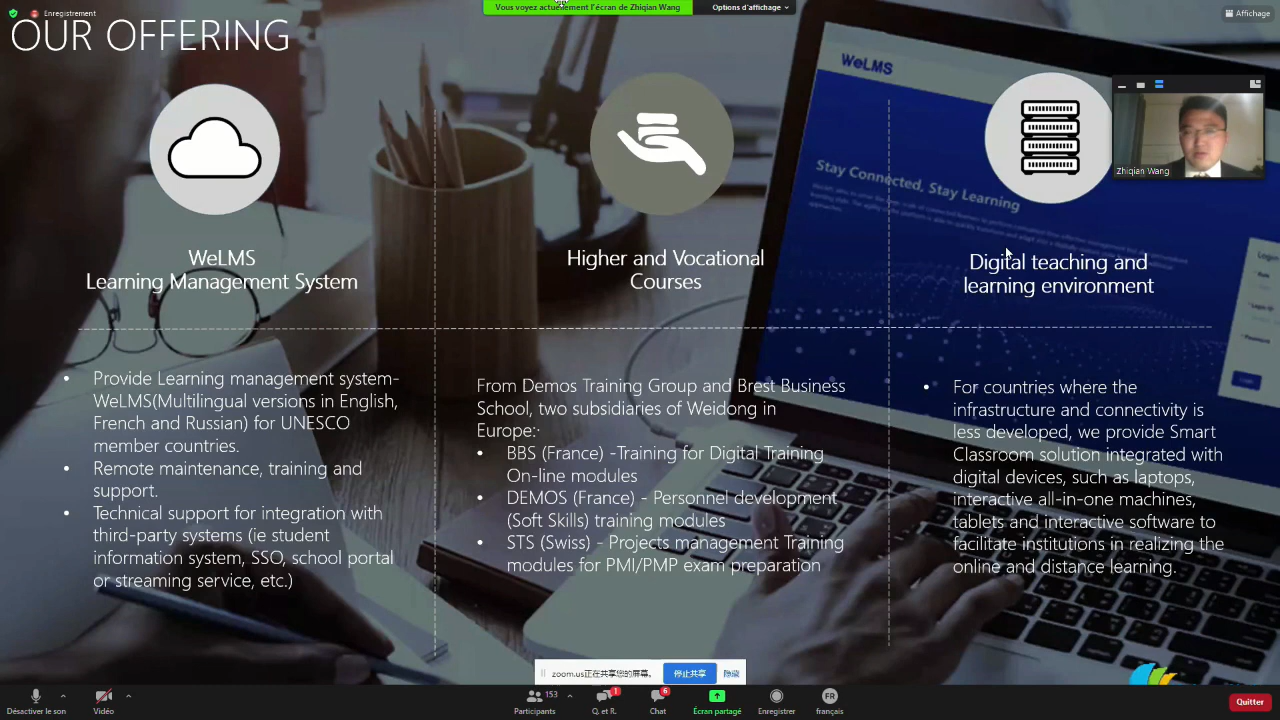 Enregistrement
Vous voyez actuellement l'écran de Zhiqian Wang
Options d'affichage
Affichage
OUR OFFERING
WeLMS
Stay Connected, Stay Learning
Zhiqian Wang
WeLMS
Learning Management System
Higher and Vocational
Courses
Digital teaching and
learning environment
• Provide Learning management system-
WeLMS(Multilingual versions in English,
French and Russian) for UNESCO
member countries.
• Remote maintenance, training and
support.
• Technical support for integration with
third-party systems (ie student
information system, SSO, school portal
or streaming service, etc.)
From Demos Training Group and Brest Business
School, two subsidiaries of Weidong in
Europe:·
• BBS (France) -Training for Digital Training
On-line modules
• DEMOS (France) - Personnel development
(Soft Skills) training modules
• STS (Swiss) - Projects management Training
modules for PMI/PMP exam preparation
• For countries where the
infrastructure and connectivity is
less developed, we provide Smart
Classroom solution integrated with
digital devices, such as laptops,
interactive all-in-one machines,
tablets and interactive software to
facilitate institutions in realizing the
online and distance learning.
Login
zoom.us正在共享您的屏幕。
停止共享
隐藏
Désactiver le son
Vidéo
153
Participants
1
Q. et R.
6
Chat
Écran partagé
Enregistrer
FR
français
Quitter